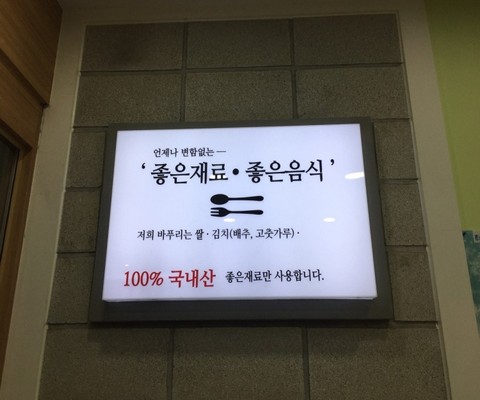 언제나 변함없는 —
‘ 좋은재료 • 좋은음식 ’
저희 바푸리는 쌀 · 김치(배추, 고춧가루) ·
100% 국내산 좋은재료만 사용합니다.